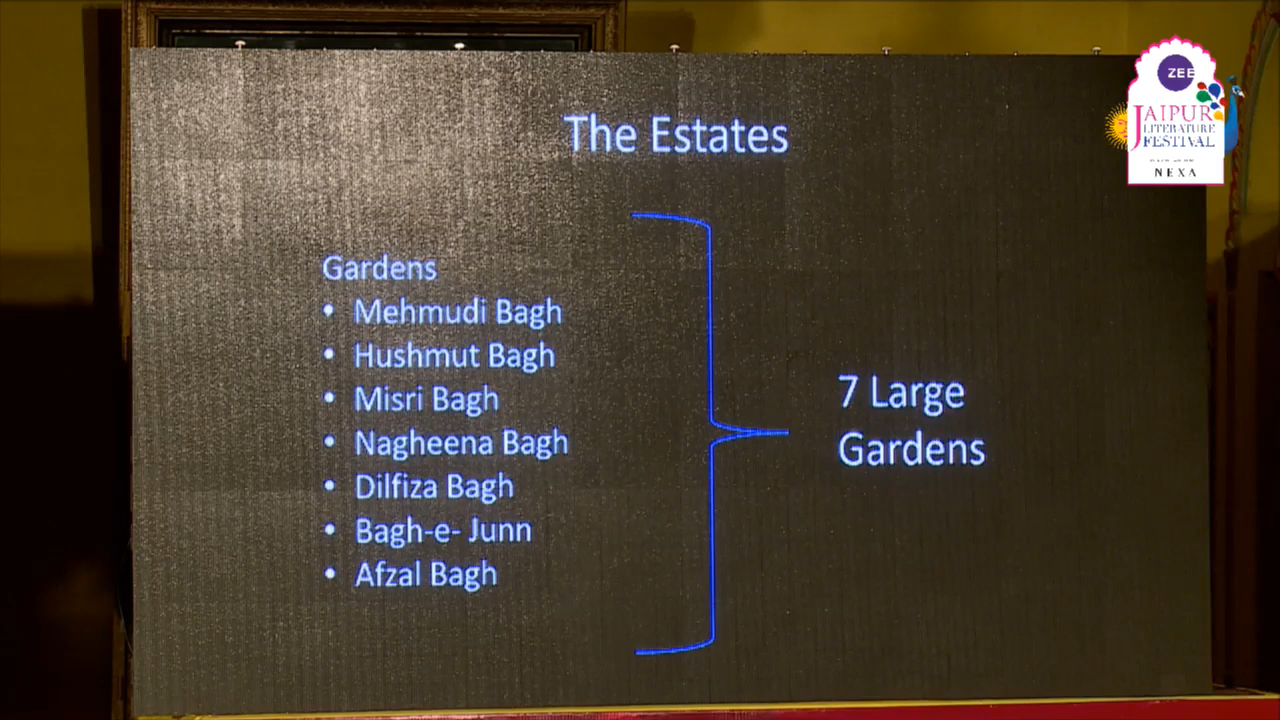 The Estates
Gardens
• Mehmudi Bagh
• Hushmut Bagh
• Misri Bagh
• Nagheena Bagh
• Dilfiza Bagh
• Bagh-e- Junn
• Afzal Bagh
7 Large
Gardens
ZEE
JAIPUR
LITERATURE
FESTIVAL
NEXA